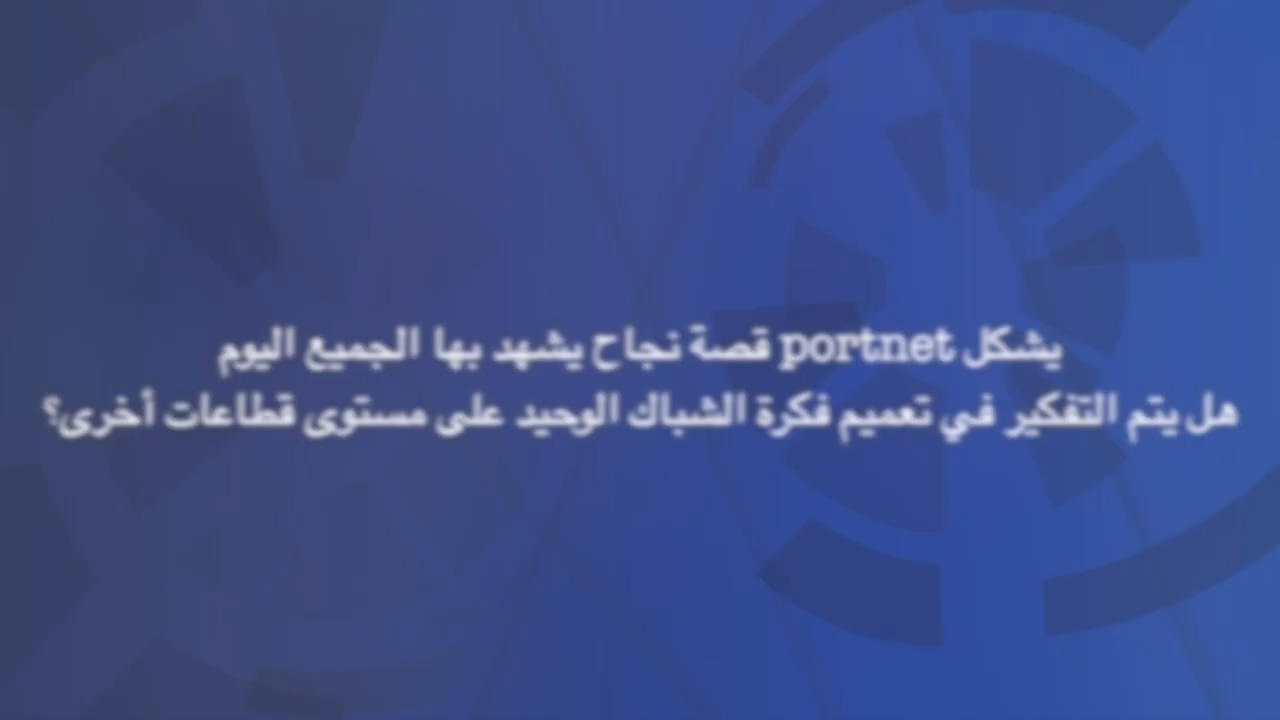 يشكل portnet قصة نجاح يشهد بها الجميع اليوم
هل يتم التفكير في تعميم فكرة الشباك الوحيد على مستوى قطاعات أخرى؟